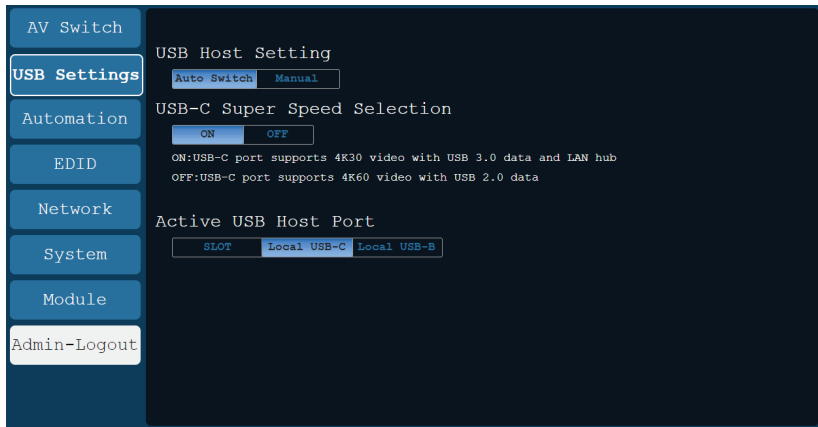 AV Switch
USB Settings
Automation
EDID
Network
System
Module
Admin-Logout
USB Host Setting
Auto Switch Manual
USB-C Super Speed Selection
ON OFF
ON:USB-C port supports 4K30 video with USB 3.0 data and LAN hub
OFF:USB-C port supports 4K60 video with USB 2.0 data
Active USB Host Port
SLOT Local USB-C Local USB-B